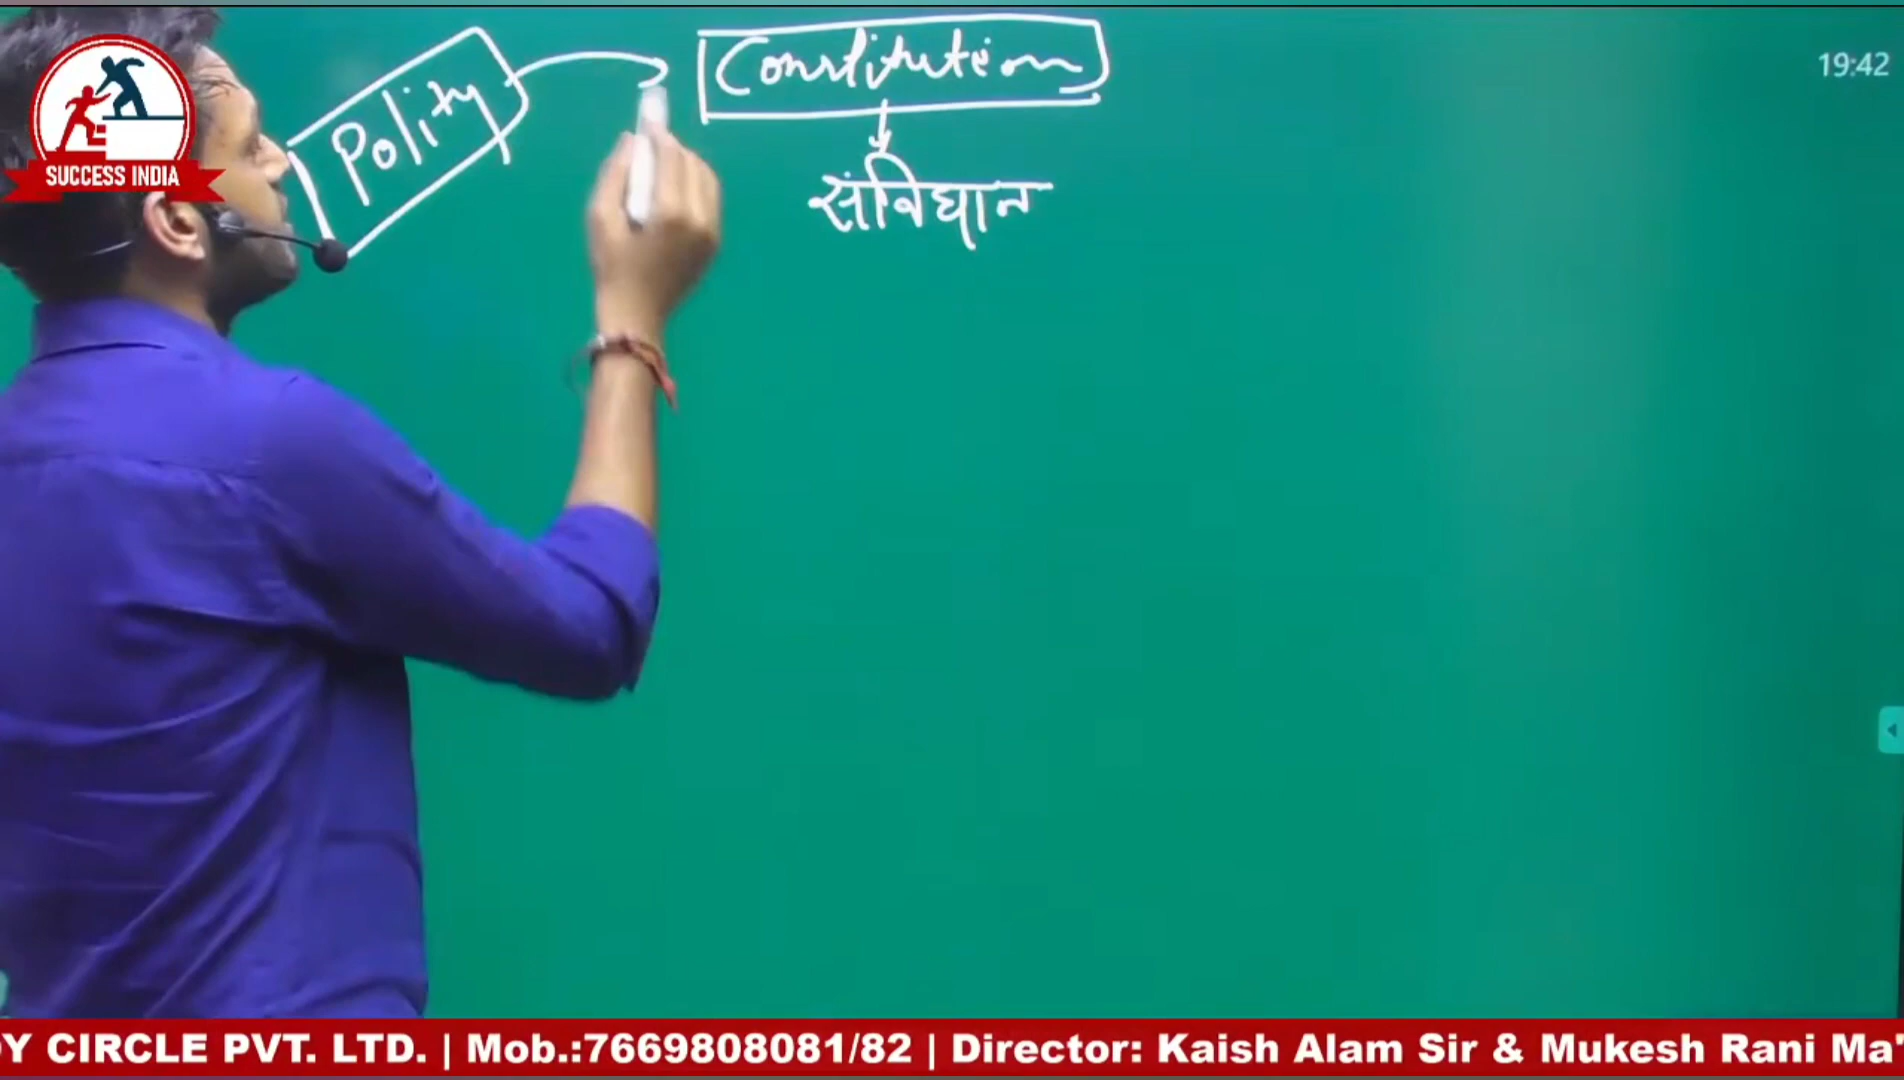 Polity
Constitution
संविधान
19:42
SUCCESS INDIA
DY CIRCLE PVT. LTD. | Mob.:7669808081/82 | Director: Kaish Alam Sir & Mukesh Rani Ma'